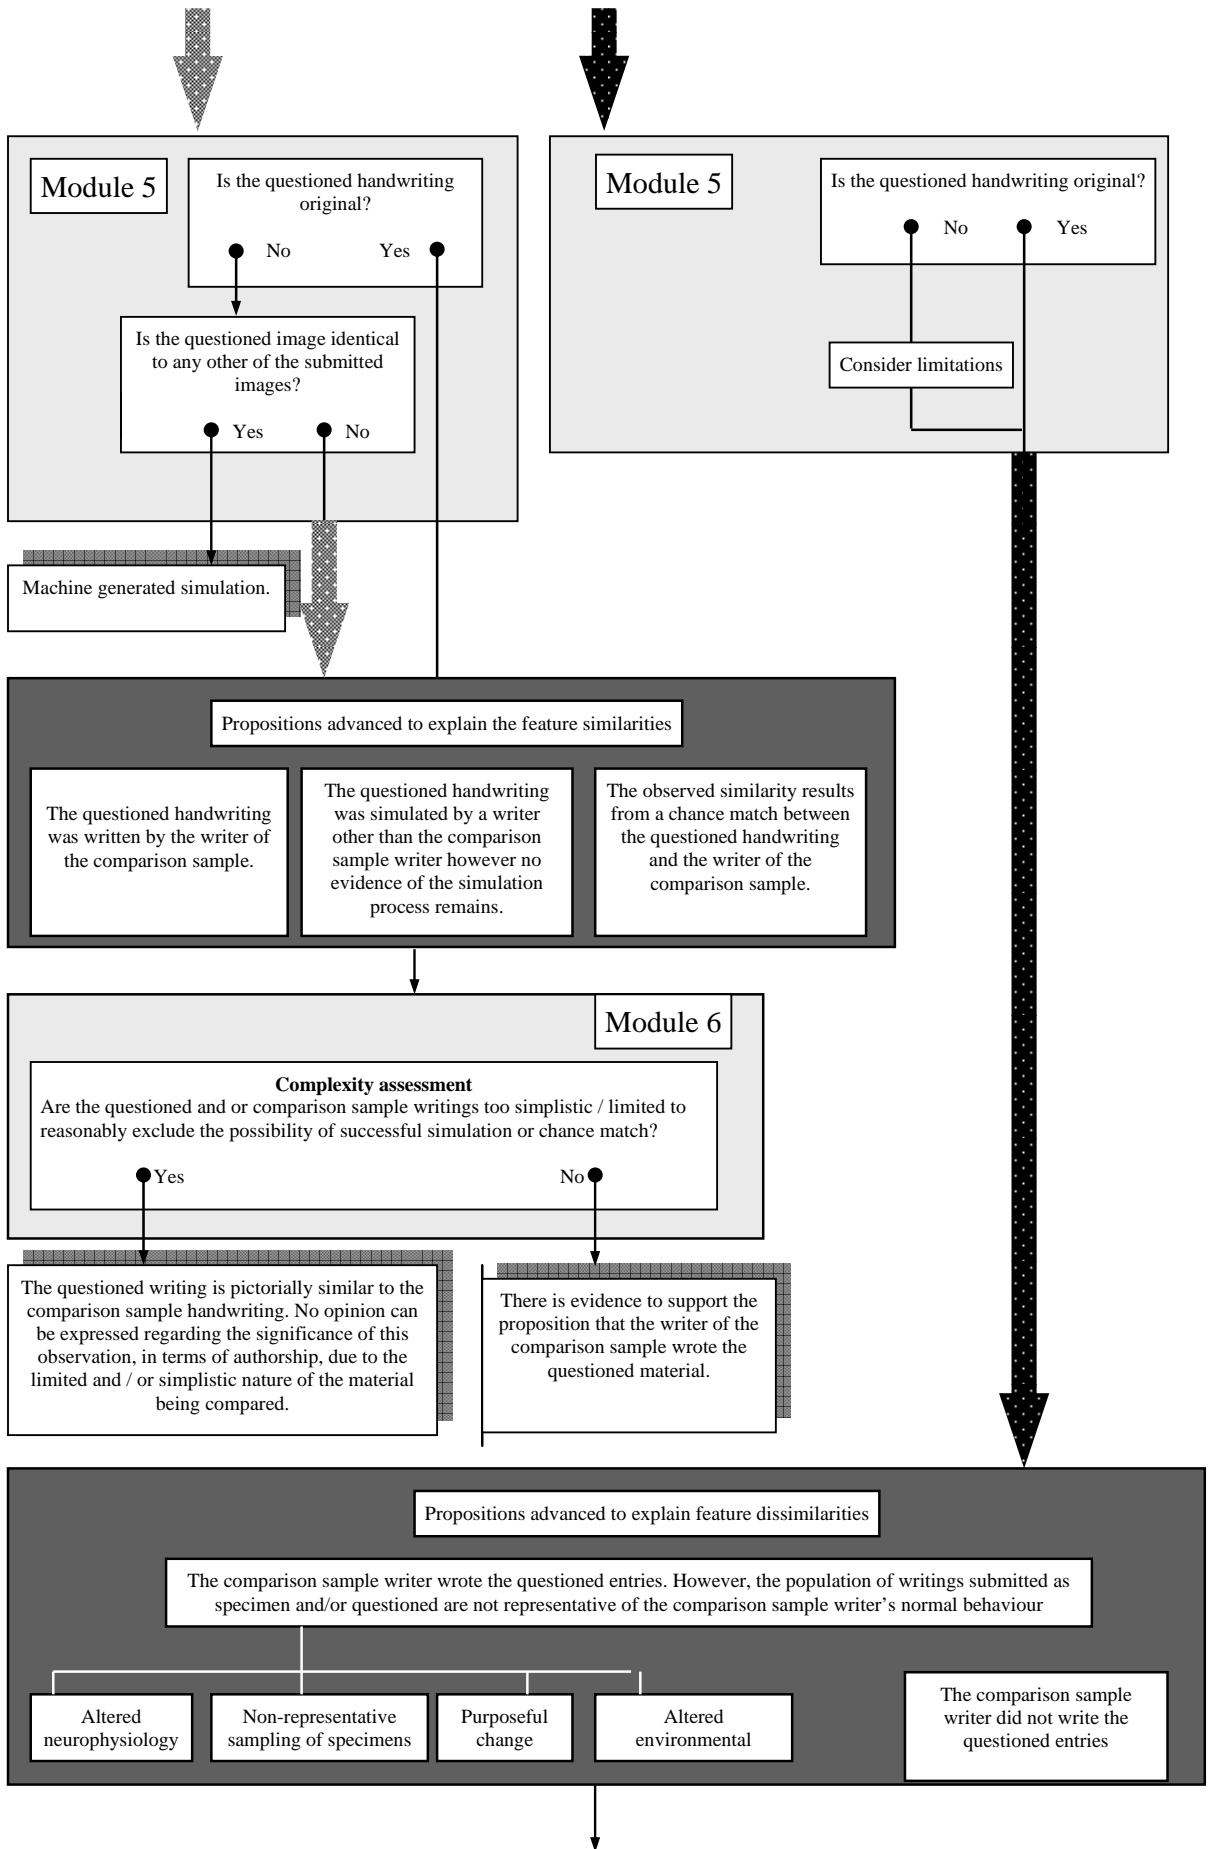 Module 5
Is the questioned handwriting
original?
No
Yes
Is the questioned image identical
to any other of the submitted
images?
Yes
No
Module 5
Is the questioned handwriting original?
No
Yes
Consider limitations
Machine generated simulation.
Propositions advanced to explain the feature similarities
The questioned handwriting
was written by the writer of
the comparison sample.
The questioned handwriting
was simulated by a writer
other than the comparison
sample writer however no
evidence of the simulation
process remains.
The observed similarity results
from a chance match between
the questioned handwriting
and the writer of the
comparison sample.
Module 6
Complexity assessment
Are the questioned and or comparison sample writings too simplistic / limited to
reasonably exclude the possibility of successful simulation or chance match?
Yes
No
The questioned writing is pictorially similar to the
comparison sample handwriting. No opinion can
be expressed regarding the significance of this
observation, in terms of authorship, due to the
limited and / or simplistic nature of the material
being compared.
There is evidence to support the
proposition that the writer of the
comparison sample wrote the
questioned material.
Propositions advanced to explain feature dissimilarities
The comparison sample writer wrote the questioned entries. However, the population of writings submitted as
specimen and/or questioned are not representative of the comparison sample writer’s normal behaviour
Altered
neurophysiology
Non-representative
sampling of specimens
Purposeful
change
Altered
environmental
The comparison sample
writer did not write the
questioned entries